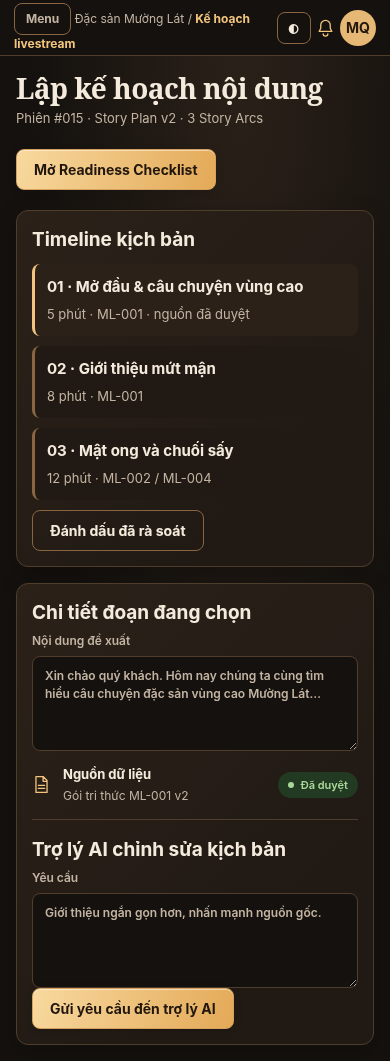 Menu Đặc sản Mường Lát / Kế hoạch
livestream
MQ
Lập kế hoạch nội dung
Phiên #015 · Story Plan v2 · 3 Story Arcs
Mở Readiness Checklist
Timeline kịch bản
01 · Mở đầu & câu chuyện vùng cao
5 phút · ML-001 · nguồn đã duyệt
02 · Giới thiệu mứt mận
8 phút · ML-001
03 · Mật ong và chuối sấy
12 phút · ML-002 / ML-004
Đánh dấu đã rà soát
Chi tiết đoạn đang chọn
Nội dung đề xuất
Xin chào quý khách. Hôm nay chúng ta cùng tìm
hiểu câu chuyện đặc sản vùng cao Mường Lát...
Nguồn dữ liệu
Gói tri thức ML-001 v2
Đã duyệt
Trợ lý AI chỉnh sửa kịch bản
Yêu cầu
Giới thiệu ngắn gọn hơn, nhấn mạnh nguồn gốc.
Gửi yêu cầu đến trợ lý AI